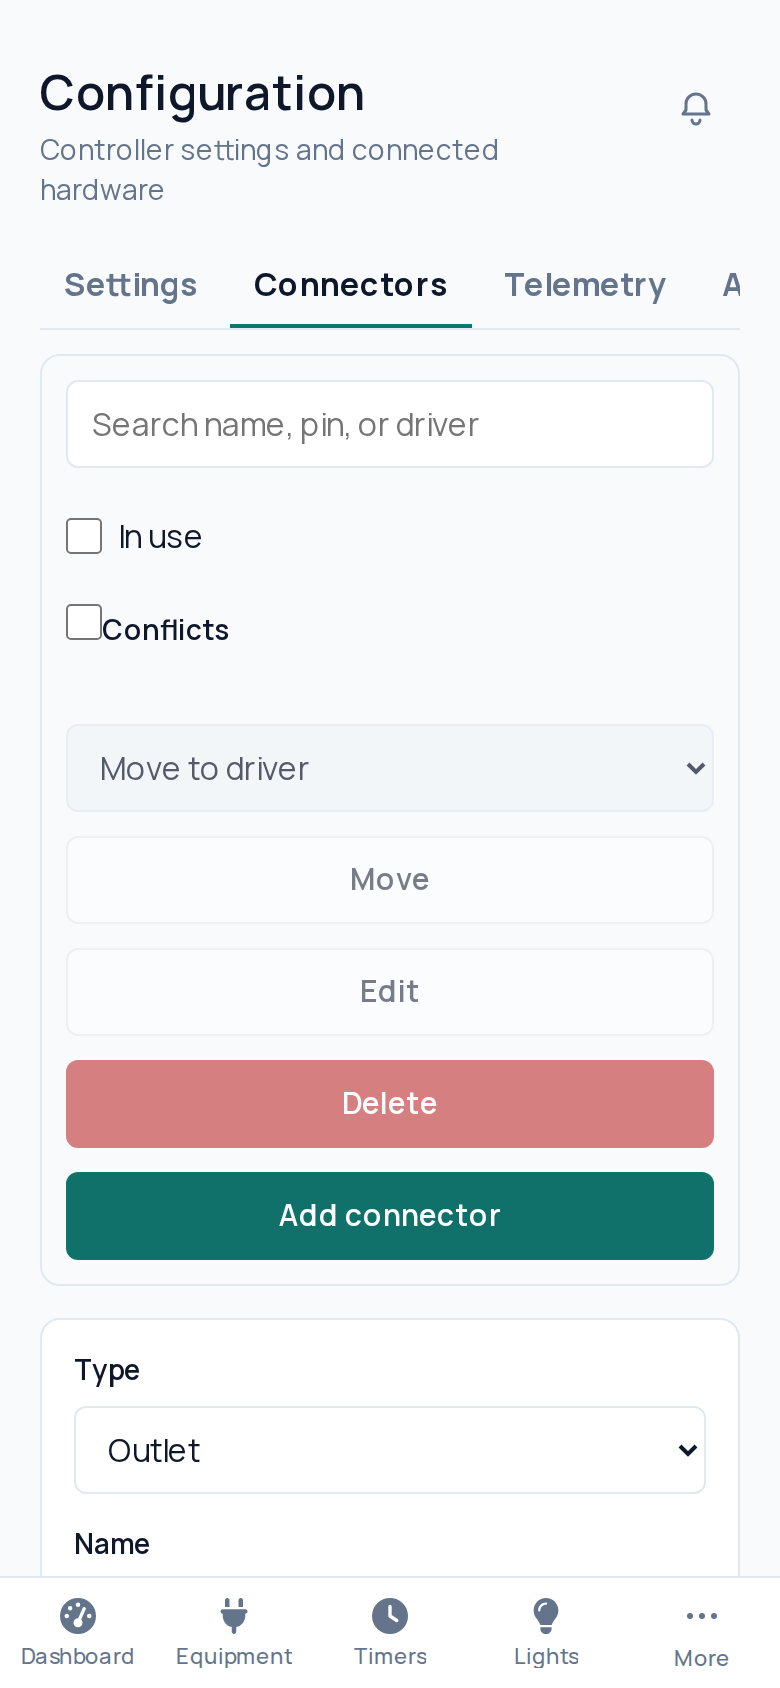 Configuration
Controller settings and connected
hardware
Settings Connectors Telemetry A
Search name, pin, or driver
In use
Conflicts
Move to driver
Move
Edit
Delete
Add connector
Type
Outlet
Name
Dashboard Equipment Timers Lights More